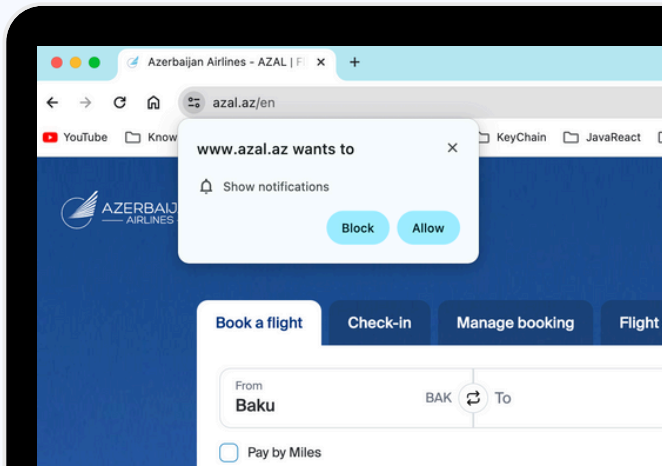 Azerbaijan Airlines - AZAL | F
azal.az/en
YouTube Know KeyChain JavaReact
www.azal.az wants to
Show notifications
Block Allow
AZERBAIJ
AIRLINES
Book a flight Check-in Manage booking Flight
From
Baku BAK To
Pay by Miles